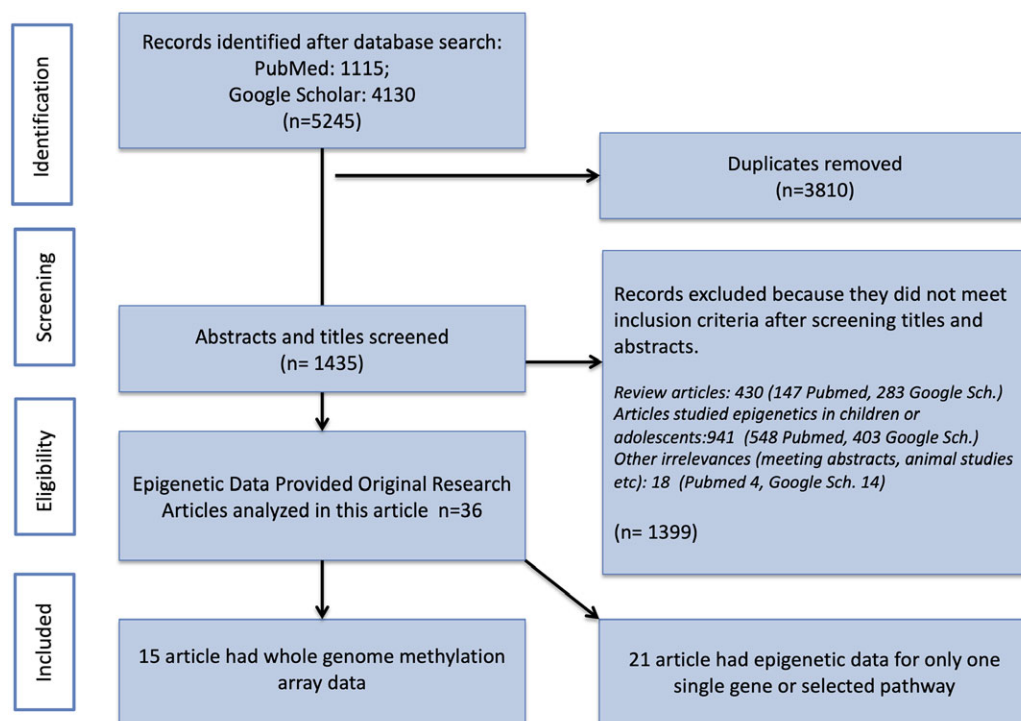 Identification
Records identified after database search:
PubMed: 1115;
Google Scholar: 4130
(n=5245)
Duplicates removed
(n=3810)
Screening
Abstracts and titles screened
(n= 1435)
Records excluded because they did not meet
inclusion criteria after screening titles and
abstracts.
Review articles: 430 (147 Pubmed, 283 Google Sch.)
Articles studied epigenetics in children or
adolescents:941 (548 Pubmed, 403 Google Sch.)
Other irrelevances (meeting abstracts, animal studies
etc): 18 (Pubmed 4, Google Sch. 14)
(n= 1399)
Eligibility
Epigenetic Data Provided Original Research
Articles analyzed in this article n=36
Included
15 article had whole genome methylation
array data
21 article had epigenetic data for only one
single gene or selected pathway